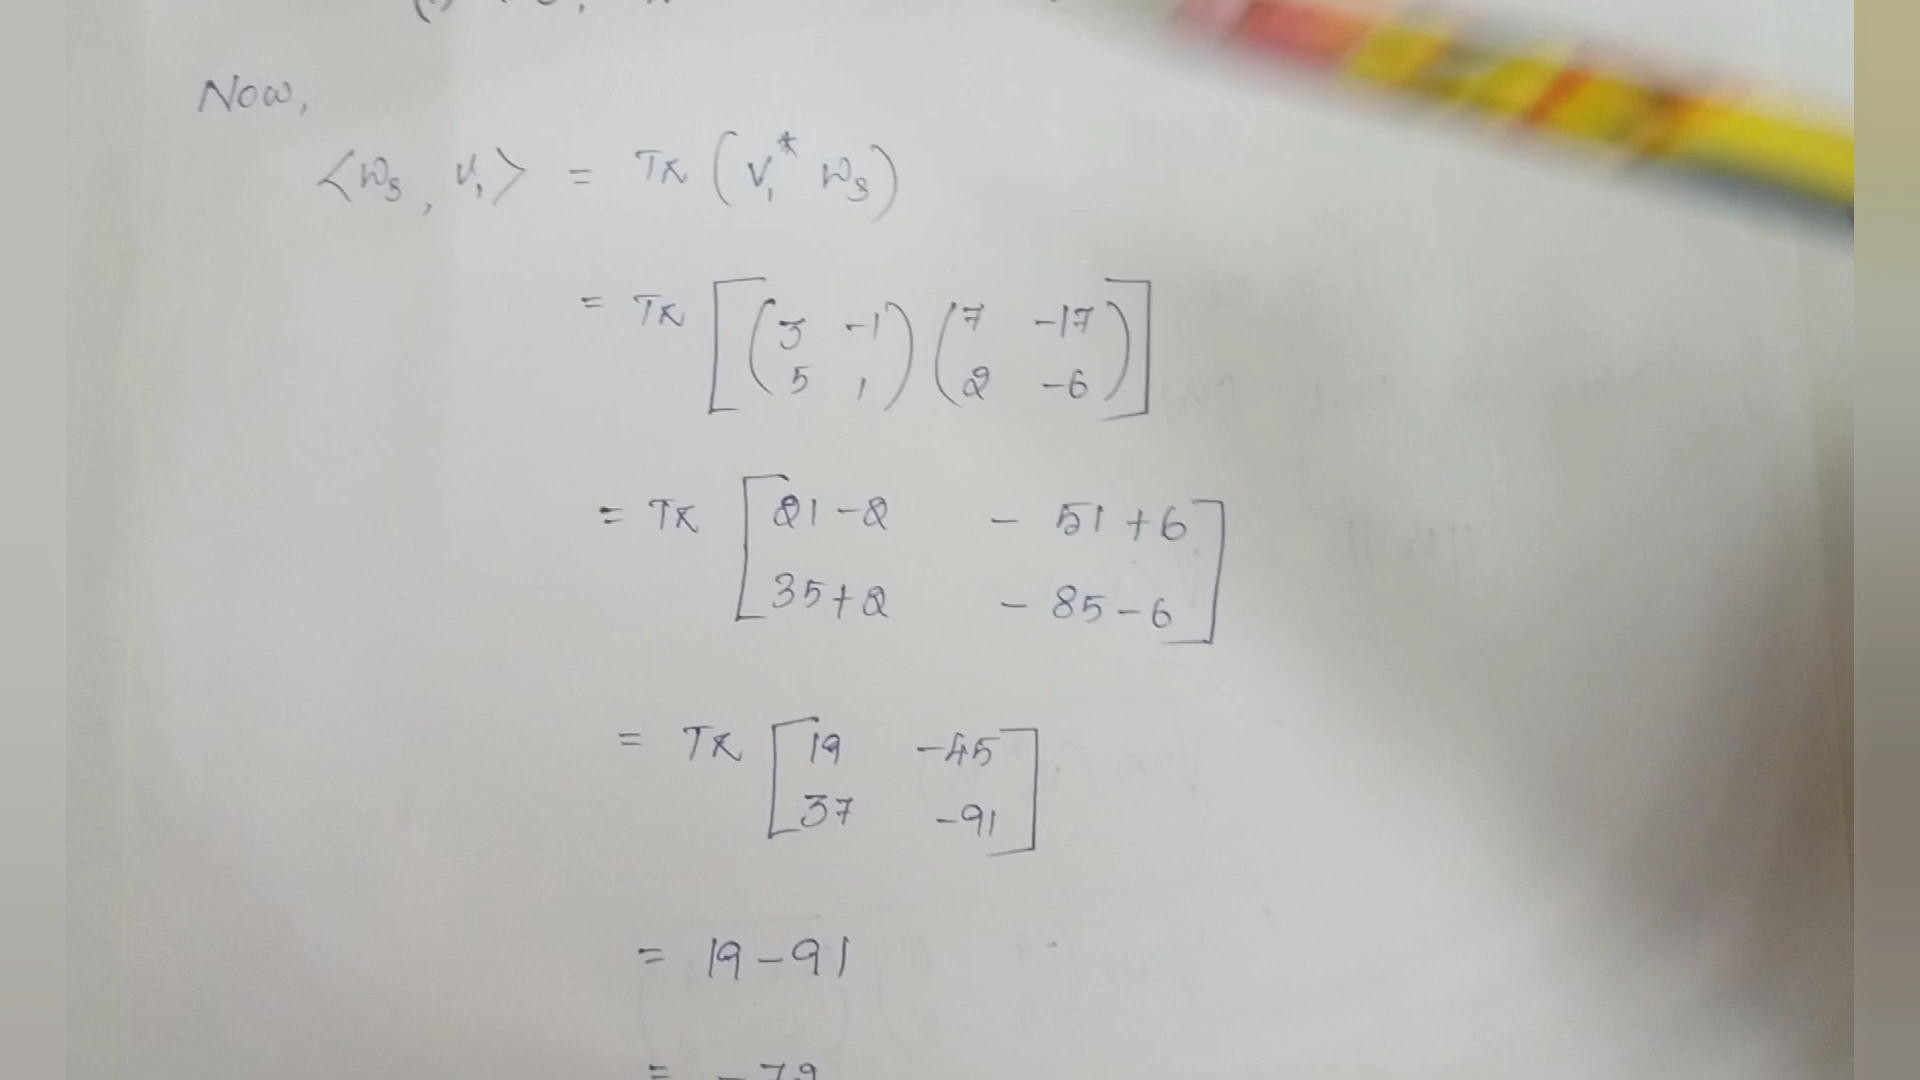 Now,
<w₃, v₁> = Tr (v₁* w₃)
= Tr [(3 -1) (7 -17)]
[(5 1) (2 -6)]
= Tr [21-2 - 51+6]
[35+2 - 85-6]
= Tr [19 -45]
[37 -91]
= 19-91